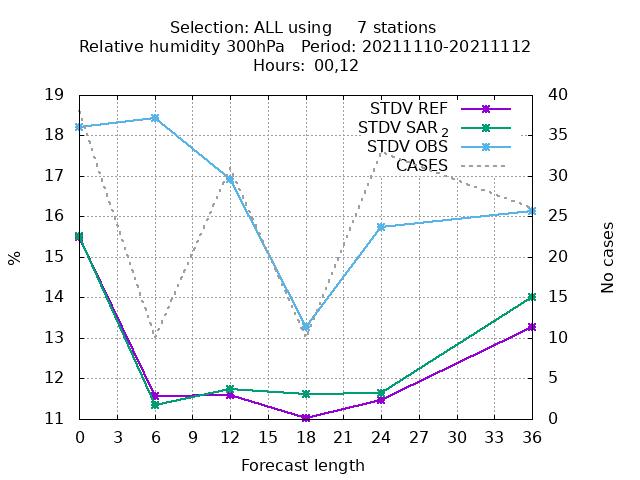 Selection: ALL using 7 stations
Relative humidity 300hPa Period: 20211110-20211112
Hours: 00,12
STDV REF
STDV SAR 2
STDV OBS
CASES
19
18
17
16
15
14
13
12
11
40
35
30
25
20
15
10
5
0
%
No cases
0 3 6 9 12 15 18 21 24 27 30 33 36
Forecast length